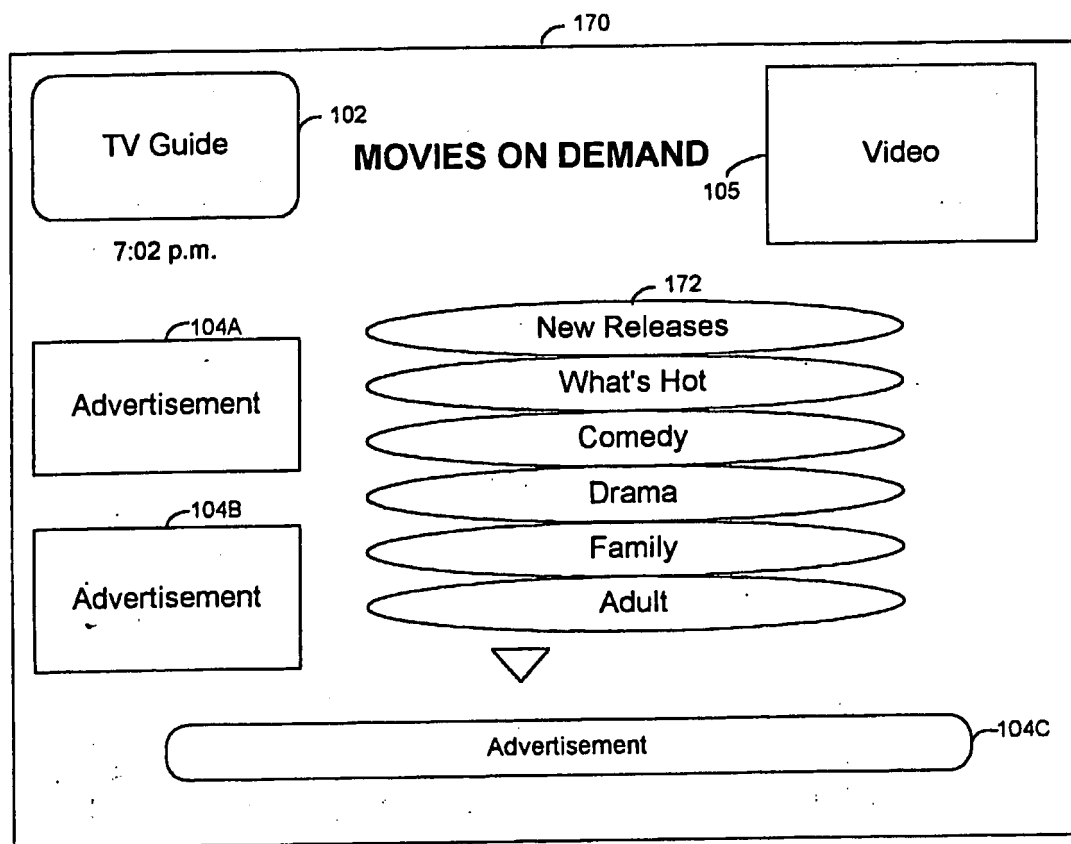 170
TV Guide
102
MOVIES ON DEMAND
Video
105
7:02 p.m.
172
New Releases
104A
What's Hot
Advertisement
Comedy
Drama
104B
Family
Advertisement
Adult
Advertisement
104C